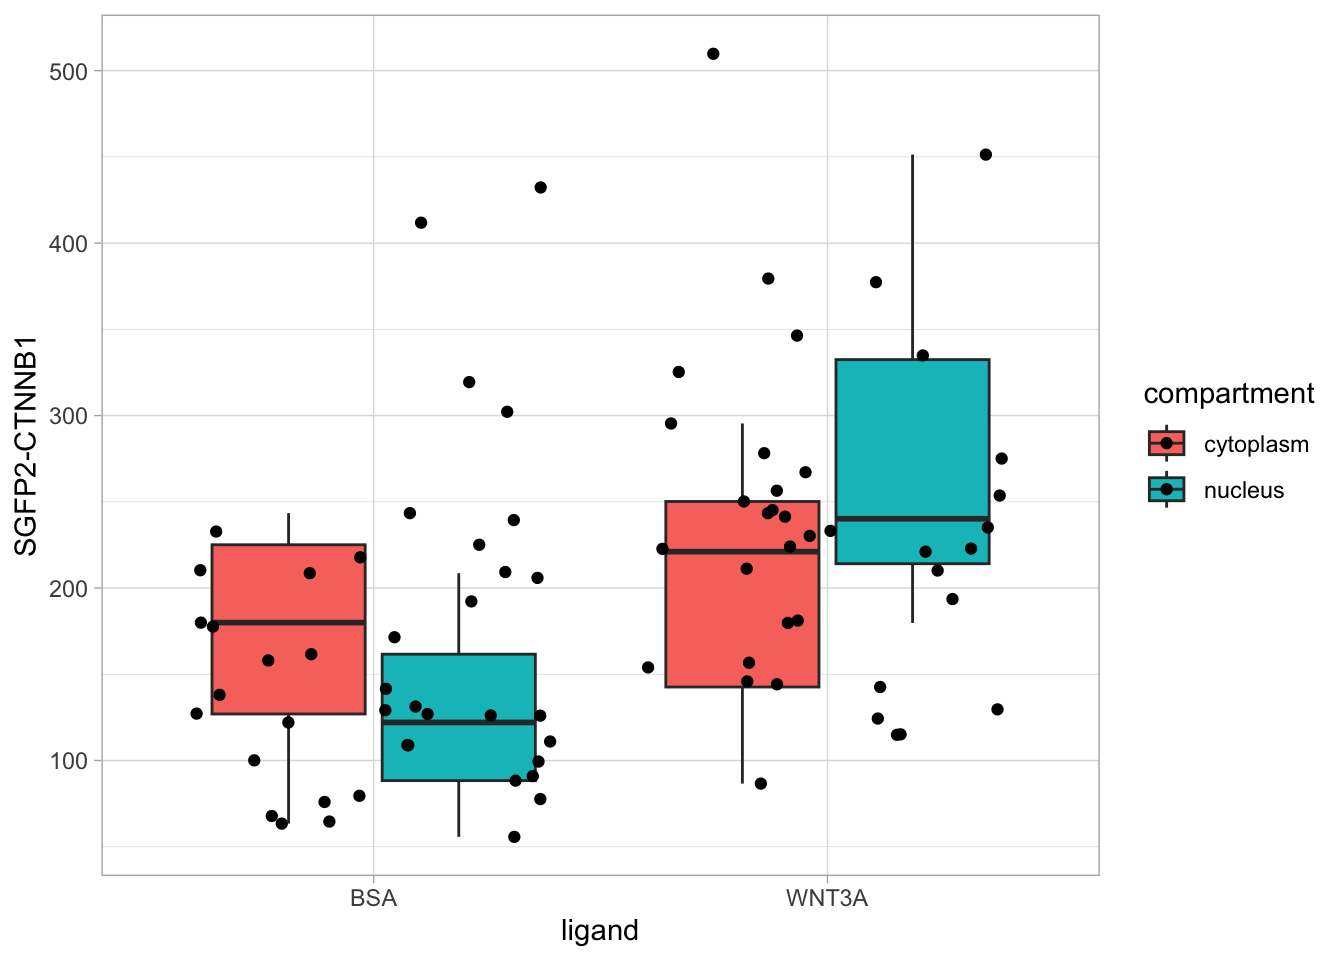 500
400
300
200
100
SGFP2-CTNNB1
BSA
WNT3A
ligand
compartment
cytoplasm
nucleus